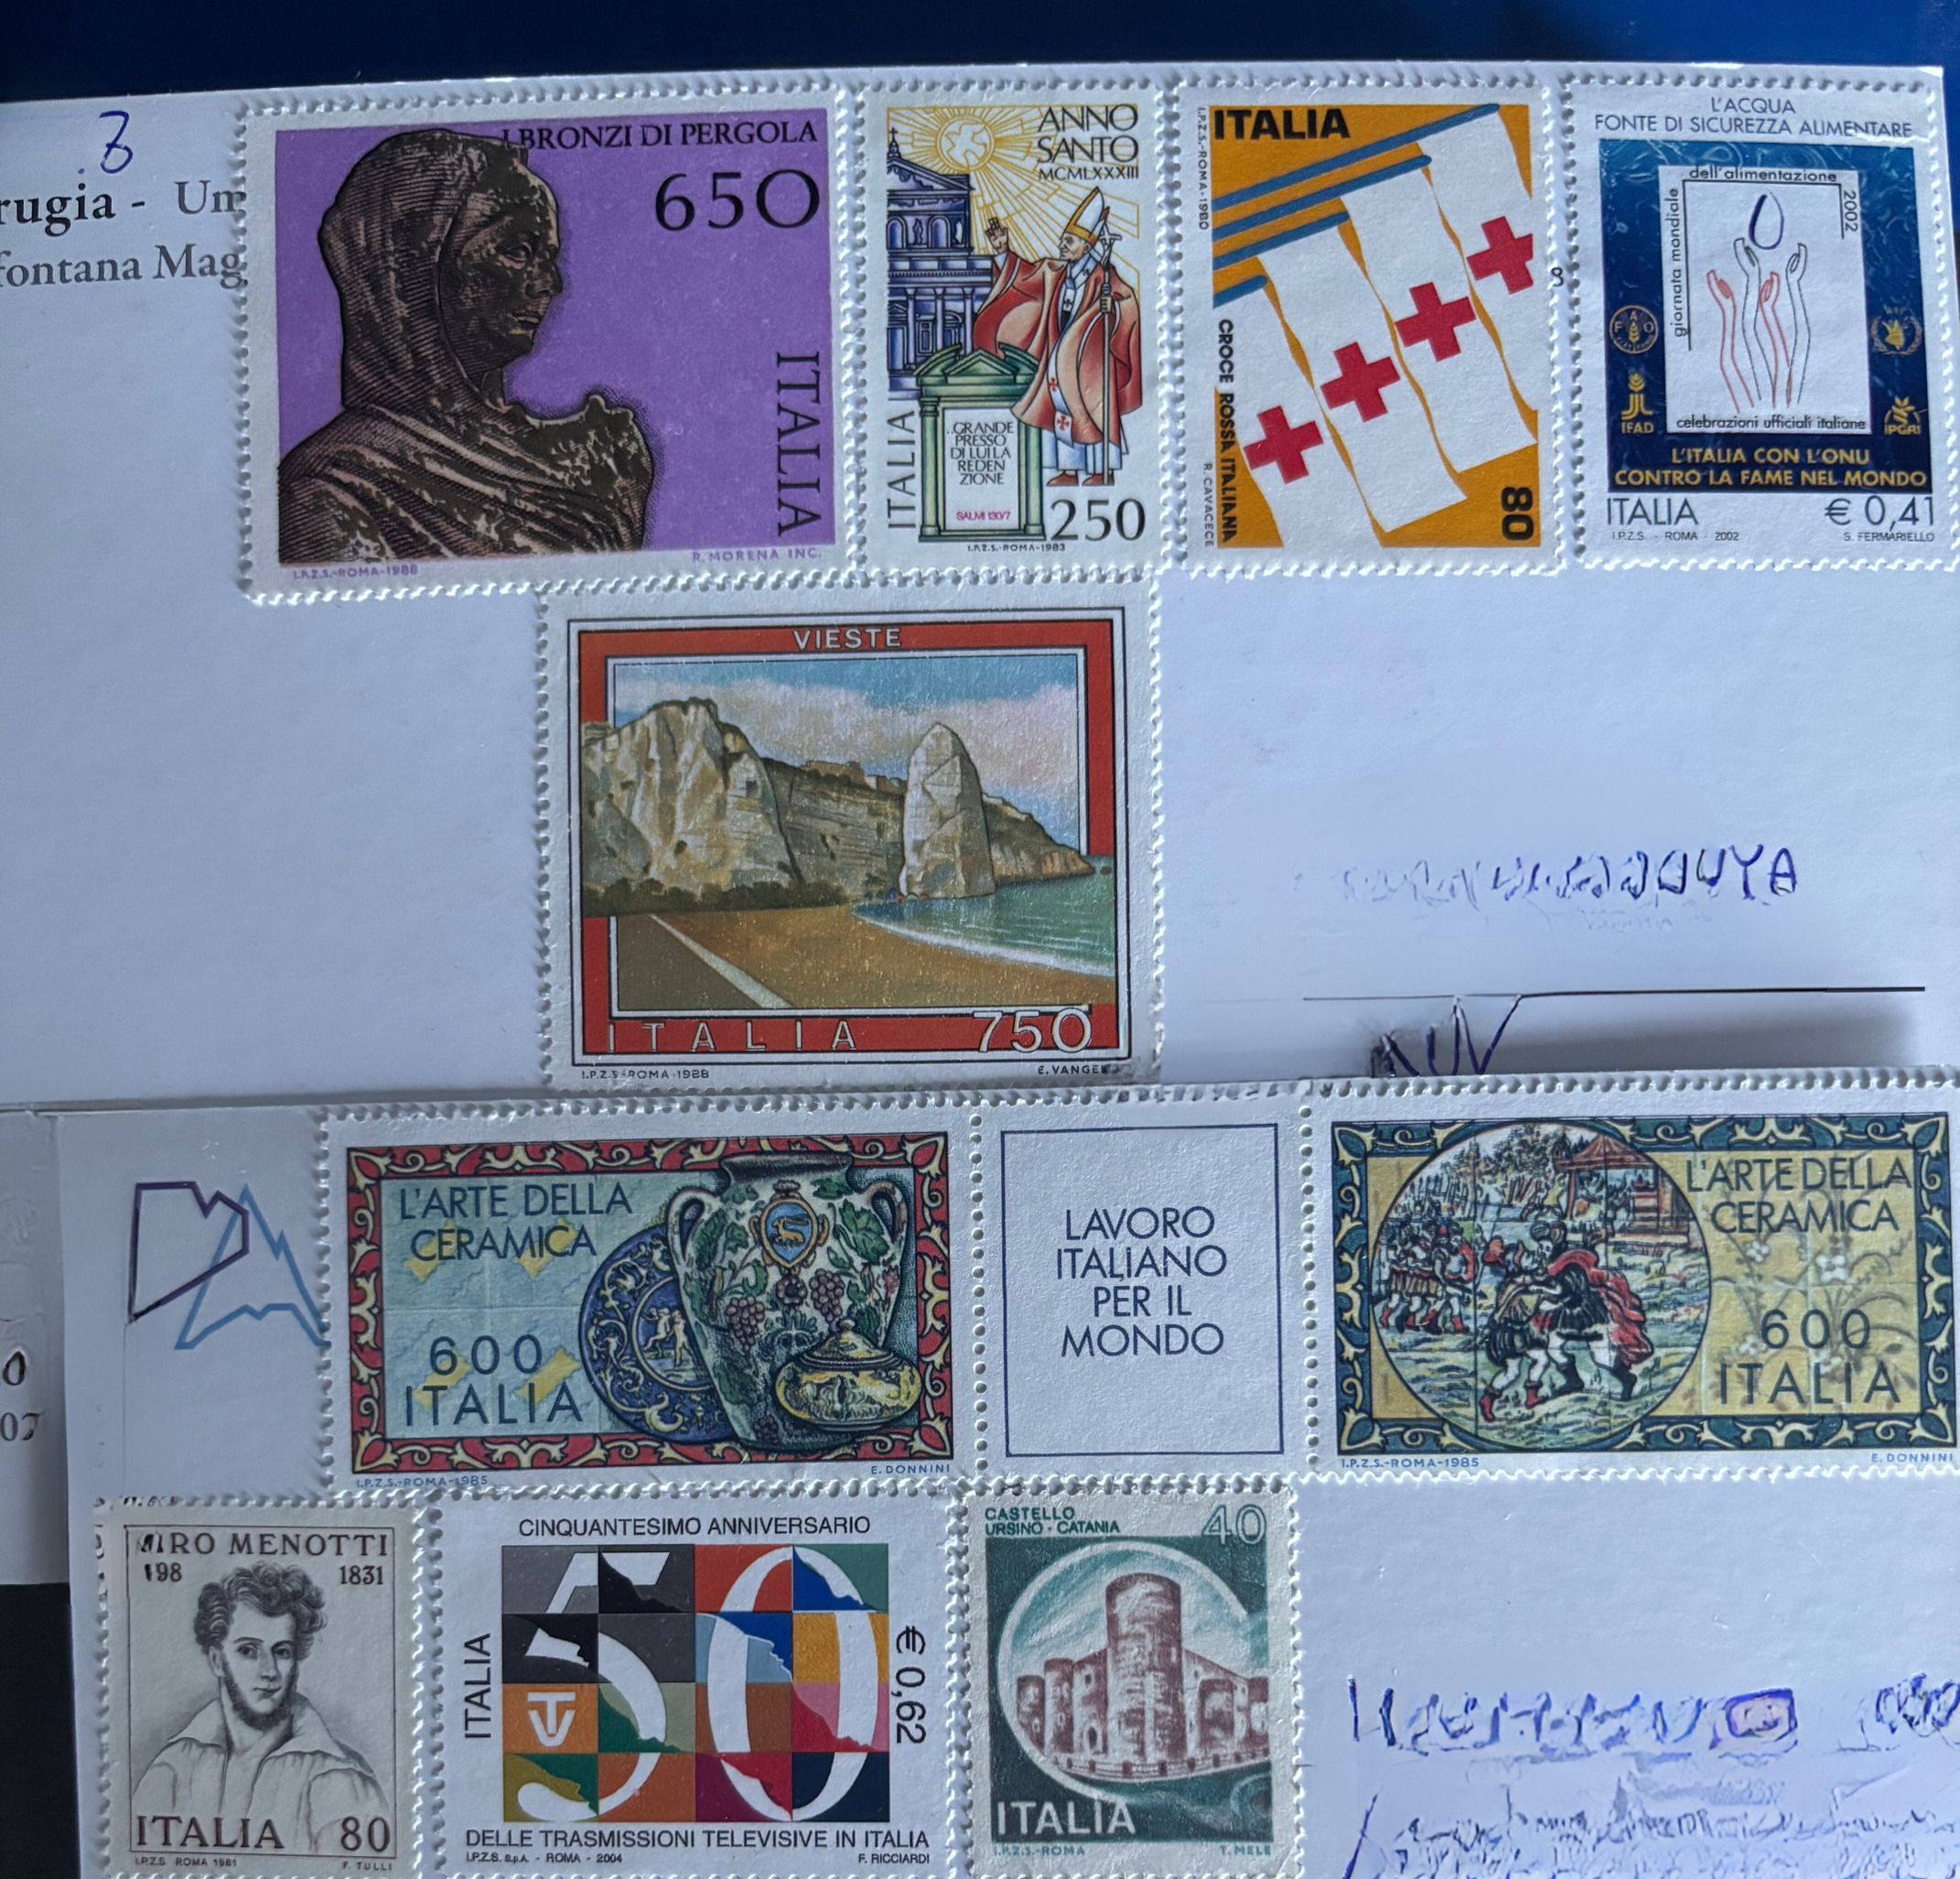 rugia - Um
fontana Mag
I BRONZI DI PERGOLA
650
ITALIA
R. MORENA INC.
I.P.Z.S.-ROMA-1988
ANNO
SANTO
MCMLXXXIII
..GRANDE
PRESSO
DI LUI LA
REDEN
ZIONE
SALMI 130/7
ITALIA
250
I.P.Z.S.-ROMA-1983
I.P.Z.S.-ROMA-1980
ITALIA
CROCE ROSSA ITALIANA
R. CAVACECE
80
L'ACQUA
FONTE DI SICUREZZA ALIMENTARE
giornata mondiale
dell'alimentazione
2002
FAO
WFP
IFAD
IPGRI
celebrazioni ufficiali italiane
L'ITALIA CON L'ONU
CONTRO LA FAME NEL MONDO
ITALIA € 0,41
I.P.Z.S. - ROMA - 2002 S. FERMARIELLO
VIESTE
ITALIA 750
I.P.Z.S-ROMA-1988
07
L'ARTE DELLA
CERAMICA
600
ITALIA
I.P.Z.S.-ROMA-1985 E. DONNINI
LAVORO
ITALIANO
PER IL
MONDO
L'ARTE DELLA
CERAMICA
600
ITALIA
I.P.Z.S.-ROMA-1985 E. DONNINI
IRO MENOTTI
98 1831
ITALIA 80
I.P.Z.S ROMA 1981 F. TULLI
CINQUANTESIMO ANNIVERSARIO
ITALIA
50
TV
€ 0,62
DELLE TRASMISSIONI TELEVISIVE IN ITALIA
I.P.Z.S. S.p.A. - ROMA - 2004 F. RICCIARDI
CASTELLO
URSINO - CATANIA
40
ITALIA
I.P.Z.S.-ROMA T. MELE